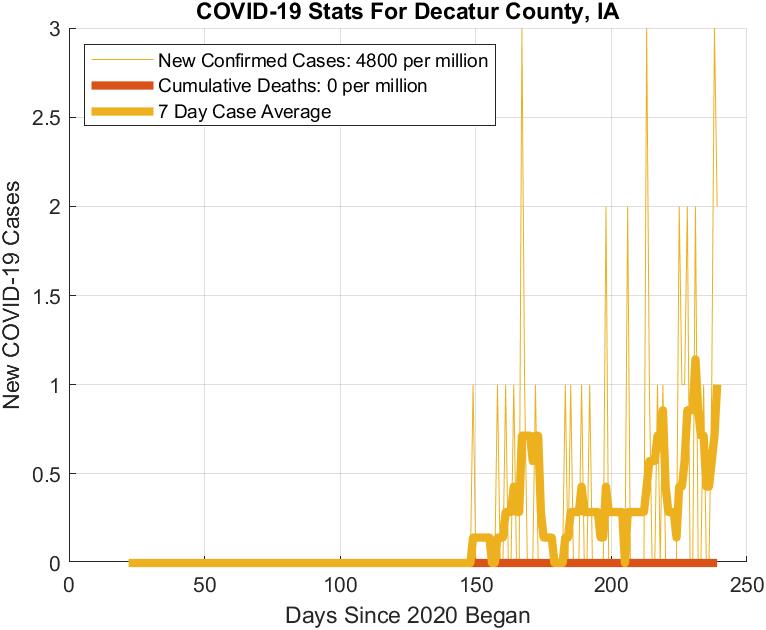 COVID-19 Stats For Decatur County, IA
3
New Confirmed Cases: 4800 per million
Cumulative Deaths: 0 per million
7 Day Case Average
2.5
2
1.5
1
0.5
0
New COVID-19 Cases
0 50 100 150 200 250
Days Since 2020 Began